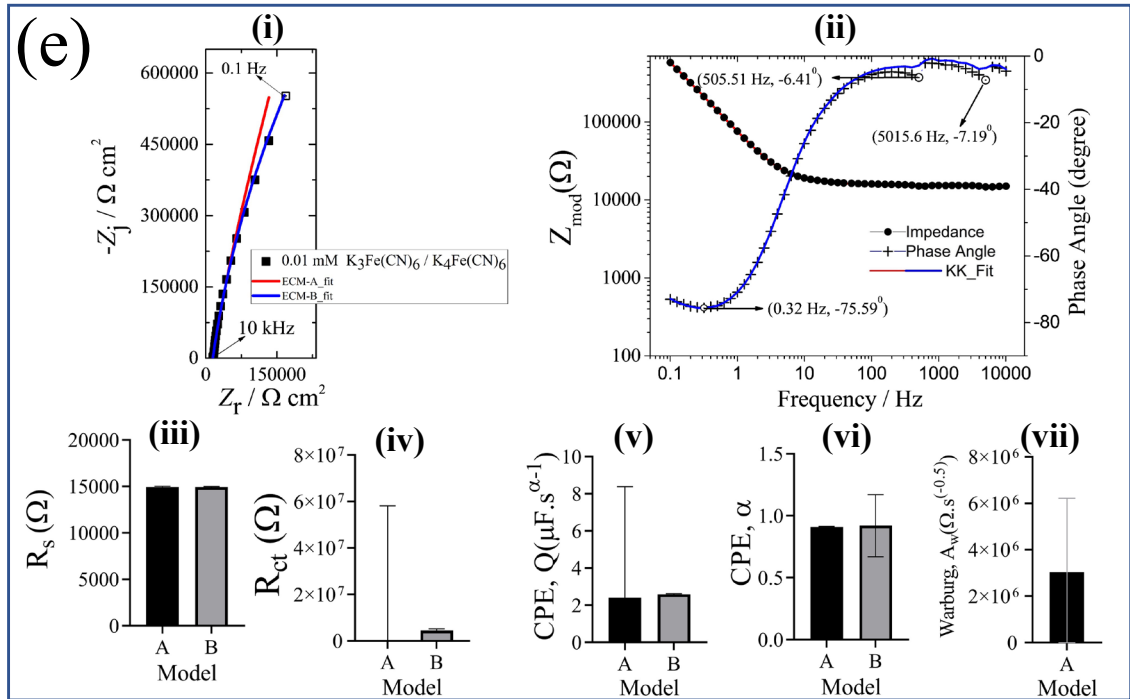 (e)
(i)
0.1 Hz
600000
450000
300000
150000
0
-Zj / Ω cm²
0 150000
Zr / Ω cm²
10 kHz
0.01 mM K₃Fe(CN)₆ / K₄Fe(CN)₆
ECM-A_fit
ECM-B_fit
(ii)
(505.51 Hz, -6.41⁰)
(5015.6 Hz, -7.19⁰)
(0.32 Hz, -75.59⁰)
100000
10000
1000
100
Zmod(Ω)
0
-20
-40
-60
-80
Phase Angle (degree)
Impedance
Phase Angle
KK_Fit
0.1 1 10 100 1000 10000
Frequency / Hz
(iii)
20000
15000
10000
5000
0
Rs (Ω)
A B
Model
(iv)
8×10⁷
6×10⁷
4×10⁷
2×10⁷
0
Rct (Ω)
A B
Model
(v)
10
8
6
4
2
0
CPE, Q(μF.s^α-1)
A B
Model
(vi)
1.5
1.0
0.5
0.0
CPE, α
A B
Model
(vii)
8×10⁶
6×10⁶
4×10⁶
2×10⁶
0
Warburg, Aw(Ω.s^(-0.5))
A
Model